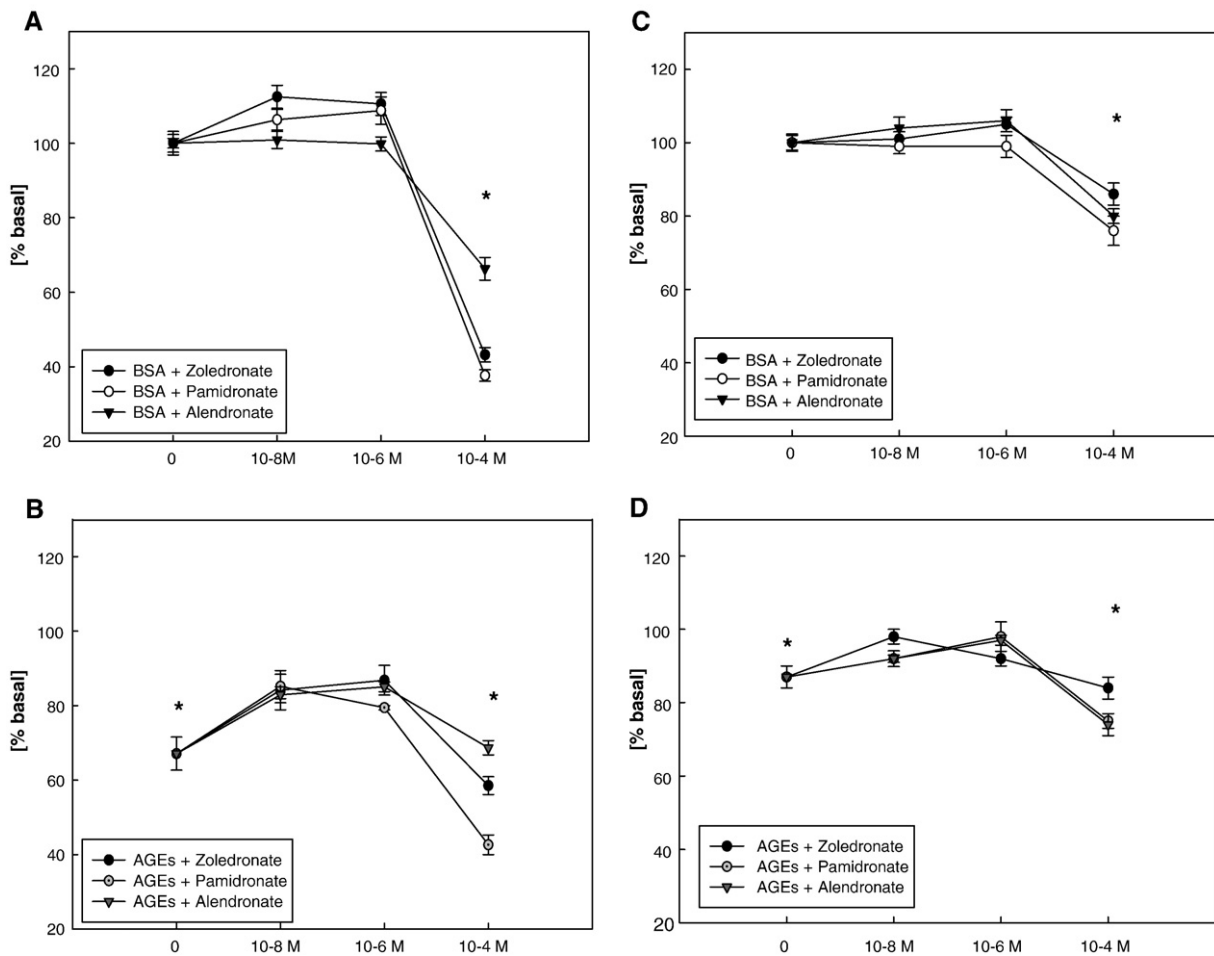 A
[% basal]
120
100
80
60
40
20
*
BSA + Zoledronate
BSA + Pamidronate
BSA + Alendronate
0
10-8M
10-6 M
10-4 M
C
[% basal]
120
100
80
60
40
20
*
BSA + Zoledronate
BSA + Pamidronate
BSA + Alendronate
0
10-8 M
10-6 M
10-4 M
B
[% basal]
120
100
80
60
40
20
*
*
AGEs + Zoledronate
AGEs + Pamidronate
AGEs + Alendronate
0
10-8 M
10-6 M
10-4 M
D
[% basal]
120
100
80
60
40
20
*
*
AGEs + Zoledronate
AGEs + Pamidronate
AGEs + Alendronate
0
10-8 M
10-6 M
10-4 M